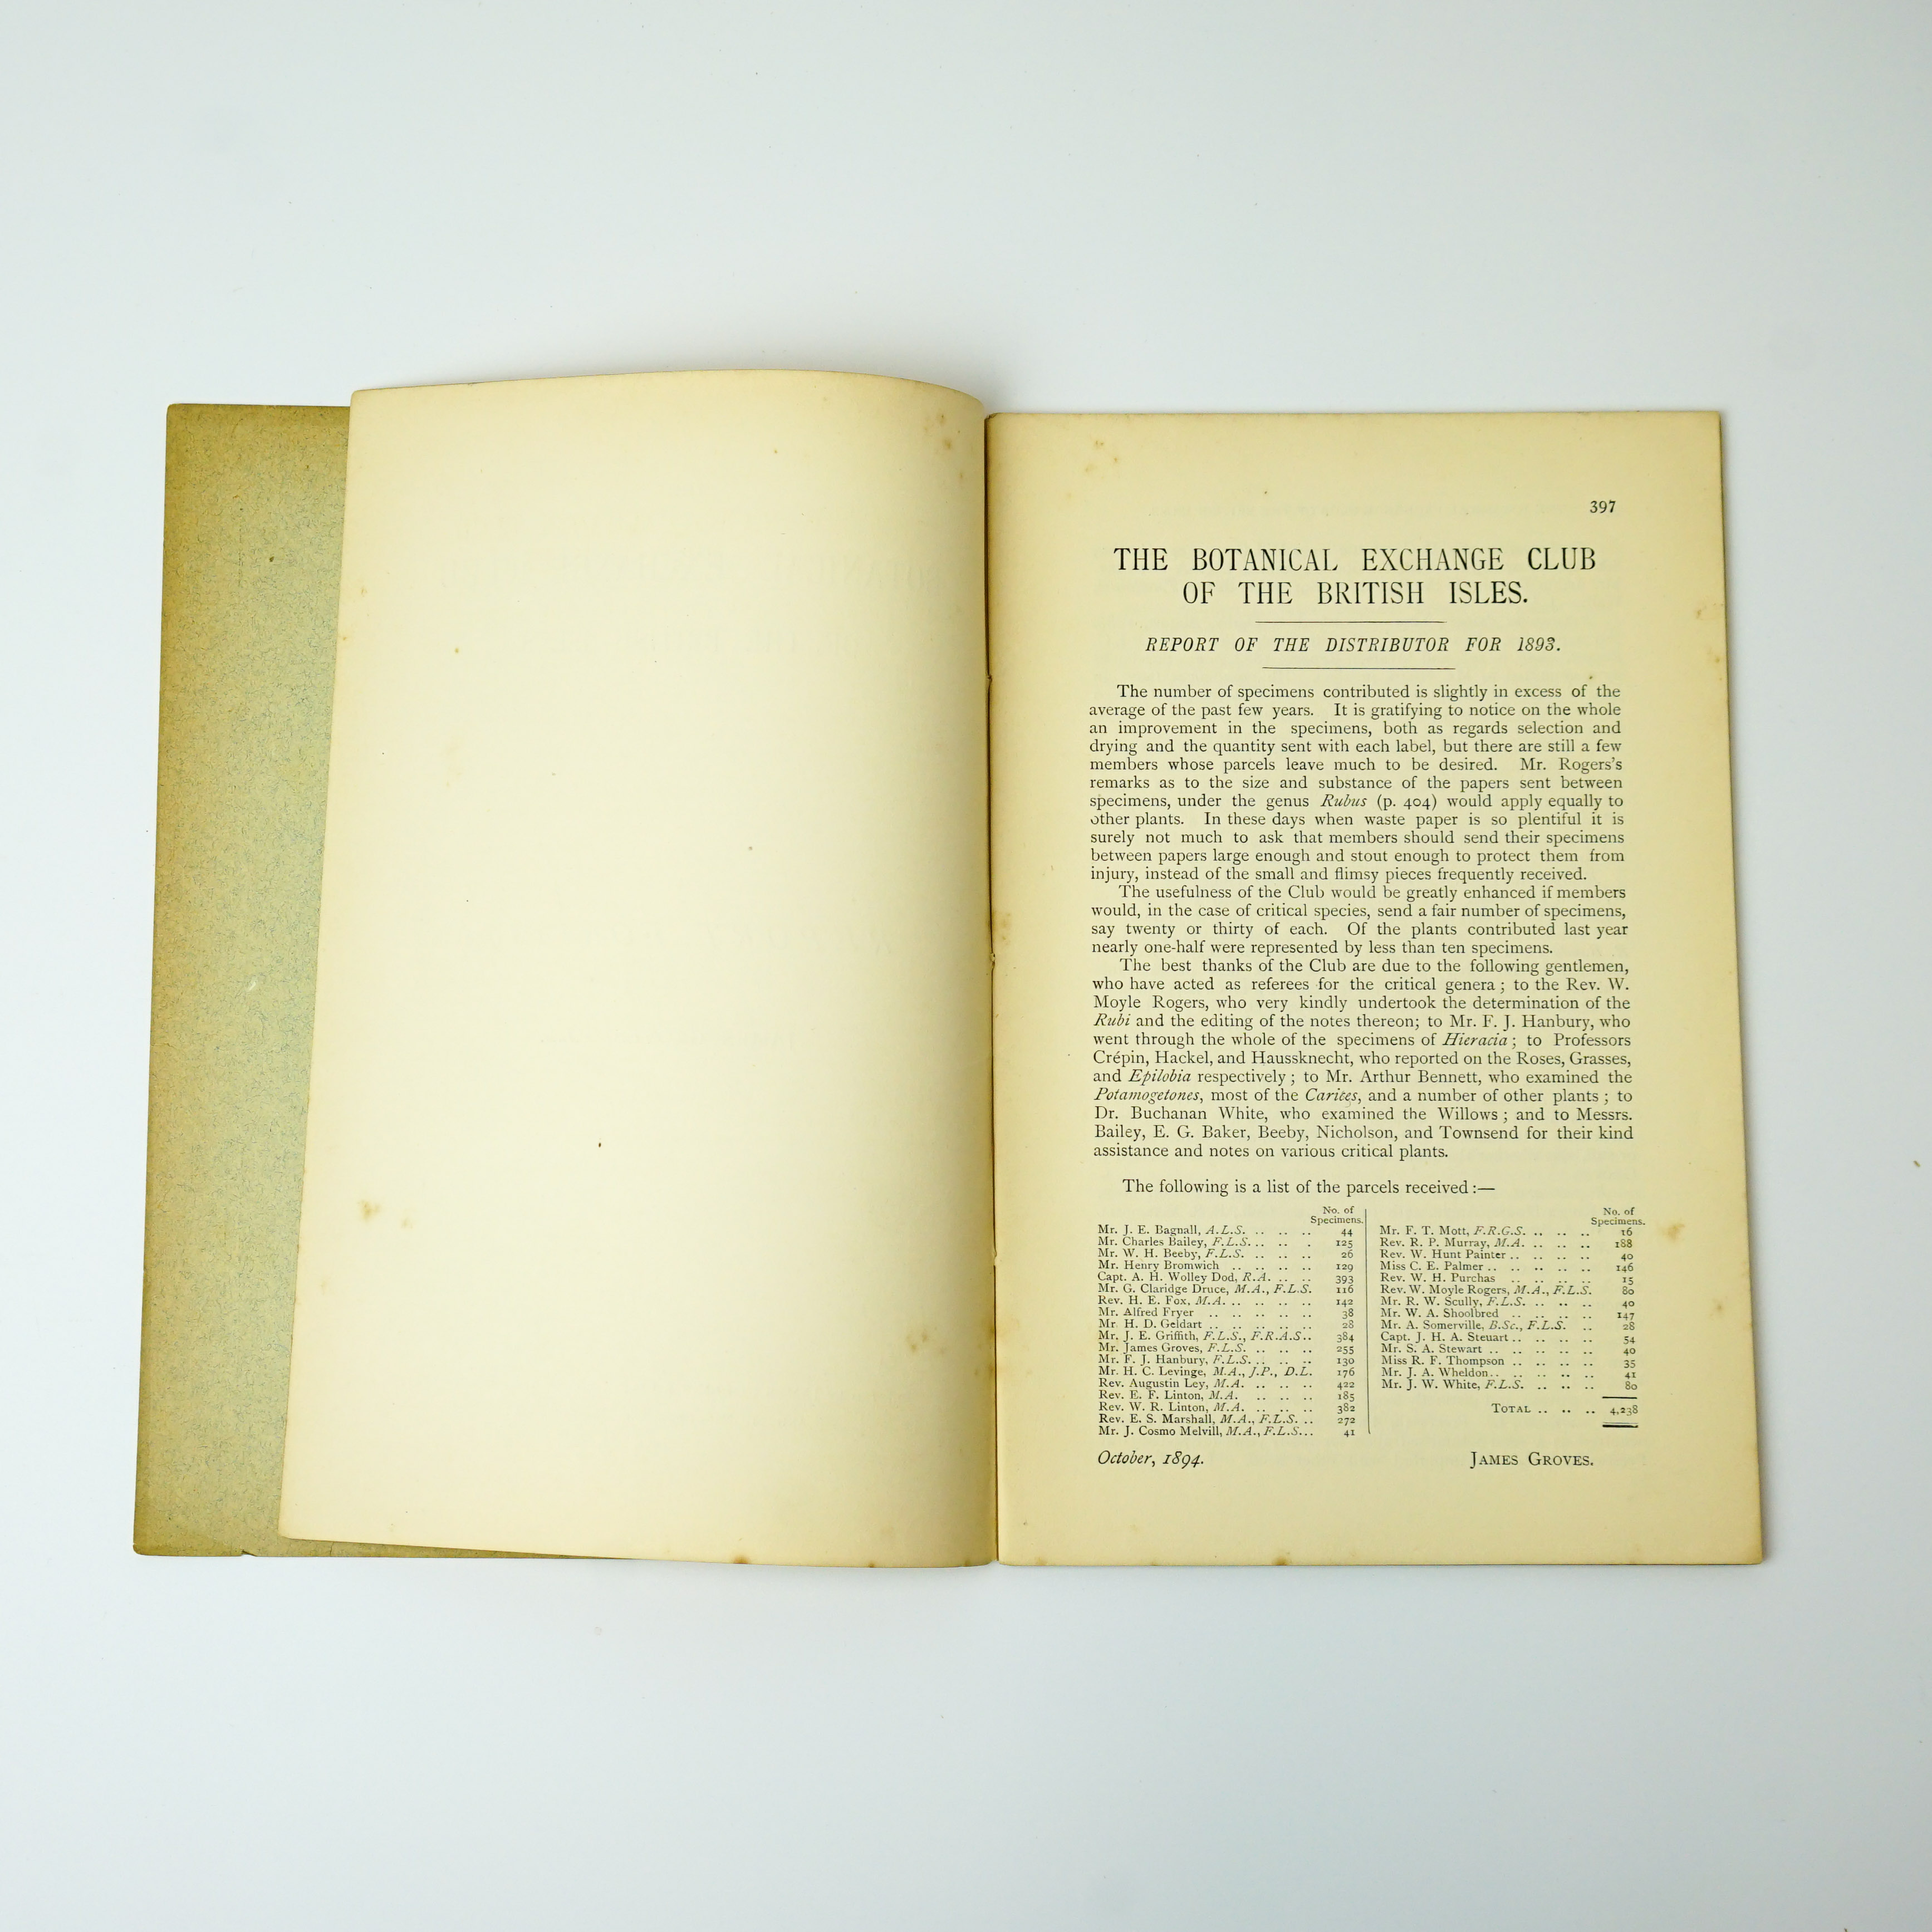 397
THE BOTANICAL EXCHANGE CLUB
OF THE BRITISH ISLES.
REPORT OF THE DISTRIBUTOR FOR 1893.
The number of specimens contributed is slightly in excess of the
average of the past few years. It is gratifying to notice on the whole
an improvement in the specimens, both as regards selection and
drying and the quantity sent with each label, but there are still a few
members whose parcels leave much to be desired. Mr. Rogers's
remarks as to the size and substance of the papers sent between
specimens, under the genus Rubus (p. 404) would apply equally to
other plants. In these days when waste paper is so plentiful it is
surely not much to ask that members should send their specimens
between papers large enough and stout enough to protect them from
injury, instead of the small and flimsy pieces frequently received.
The usefulness of the Club would be greatly enhanced if members
would, in the case of critical species, send a fair number of specimens,
say twenty or thirty of each. Of the plants contributed last year
nearly one-half were represented by less than ten specimens.
The best thanks of the Club are due to the following gentlemen,
who have acted as referees for the critical genera; to the Rev. W.
Moyle Rogers, who very kindly undertook the determination of the
Rubi and the editing of the notes thereon; to Mr. F. J. Hanbury, who
went through the whole of the specimens of Hieracia; to Professors
Crépin, Hackel, and Haussknecht, who reported on the Roses, Grasses,
and Epilobia respectively; to Mr. Arthur Bennett, who examined the
Potamogetones, most of the Carices, and a number of other plants; to
Dr. Buchanan White, who examined the Willows; and to Messrs.
Bailey, E. G. Baker, Beeby, Nicholson, and Townsend for their kind
assistance and notes on various critical plants.
The following is a list of the parcels received:—
No. of
Specimens.
Mr. J. E. Bagnall, A.L.S. .. .. .. 44
Mr. Charles Bailey, F.L.S. .. .. . 125
Mr. W. H. Beeby, F.L.S. .. .. .. 26
Mr. Henry Bromwich .. .. .. .. 129
Capt. A. H. Wolley Dod, R.A. .. .. 393
Mr. G. Claridge Druce, M.A., F.L.S. 116
Rev. H. E. Fox, M.A. .. .. .. .. 142
Mr. Alfred Fryer .. .. .. .. .. 38
Mr. H. D. Geldart .. .. .. .. .. 28
Mr. J. E. Griffith, F.L.S., F.R.A.S.. 384
Mr. James Groves, F.L.S. .. .. .. 255
Mr. F. J. Hanbury, F.L.S. .. .. .. 130
Mr. H. C. Levinge, M.A., J.P., D.L. 176
Rev. Augustin Ley, M.A. .. .. .. 422
Rev. E. F. Linton, M.A. .. .. .. 185
Rev. W. R. Linton, M.A. .. .. .. 382
Rev. E. S. Marshall, M.A., F.L.S. .. 272
Mr. J. Cosmo Melvill, M.A., F.L.S... 41
No. of
Specimens.
Mr. F. T. Mott, F.R.G.S. .. .. .. 16
Rev. R. P. Murray, M.A. .. .. .. 188
Rev. W. Hunt Painter .. .. .. .. 40
Miss C. E. Palmer .. .. .. .. .. 146
Rev. W. H. Purchas .. .. .. .. 15
Rev. W. Moyle Rogers, M.A., F.L.S. 80
Mr. R. W. Scully, F.L.S. .. .. .. 40
Mr. W. A. Shoolbred .. .. .. .. 147
Mr. A. Somerville, B.Sc., F.L.S. .. 28
Capt. J. H. A. Steuart .. .. .. .. 54
Mr. S. A. Stewart .. .. .. .. .. 40
Miss R. F. Thompson .. .. .. .. 35
Mr. J. A. Wheldon .. .. .. .. .. 41
Mr. J. W. White, F.L.S. .. .. .. 80
TOTAL .. .. .. 4,238
October, 1894.
JAMES GROVES.